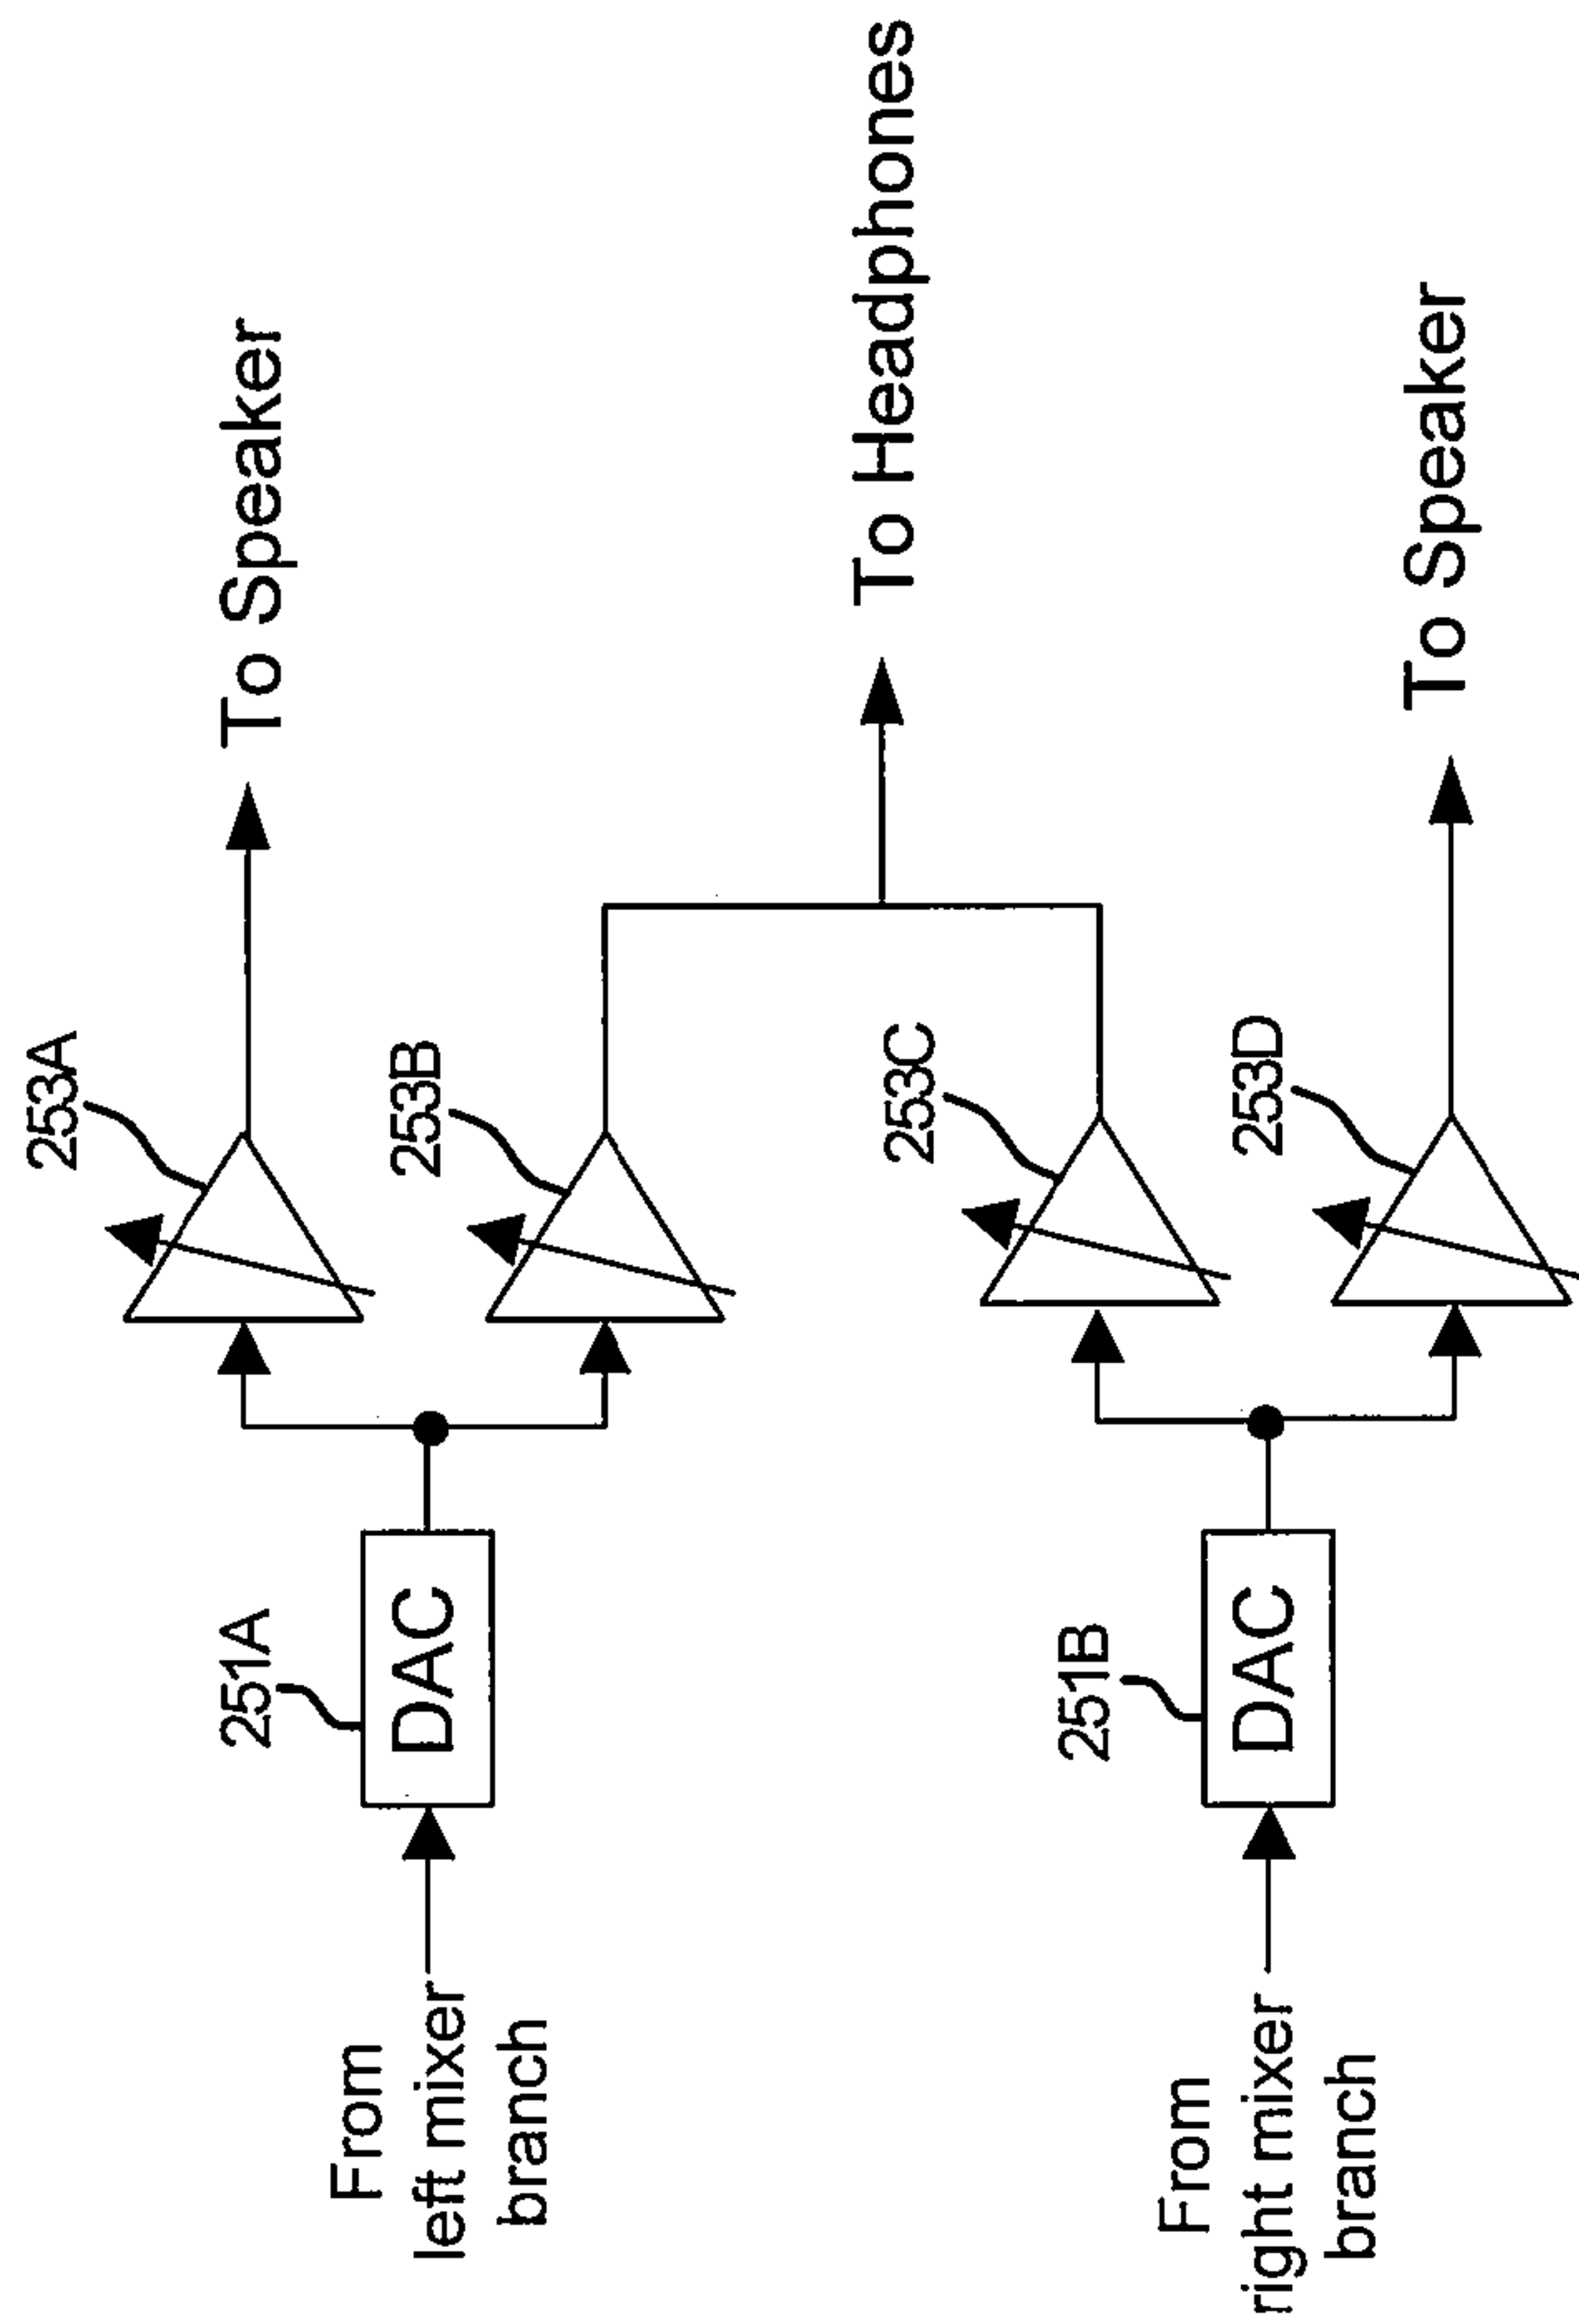 253A
To Speaker
251A
From
left mixer
branch
DAC
253B
To Headphones
253C
251B
From
right mixer
branch
DAC
253D
To Speaker